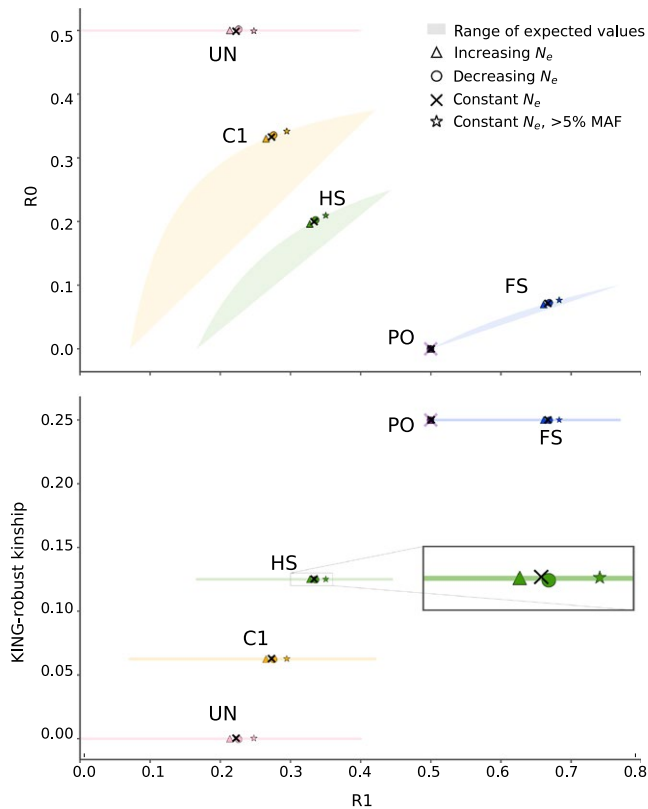 0.5
0.4
0.3
0.2
0.1
0.0
R0
UN
C1
HS
FS
PO
Range of expected values
Increasing Ne
Decreasing Ne
Constant Ne
Constant Ne, >5% MAF
0.25
0.20
0.15
0.10
0.05
0.00
KING-robust kinship
PO
FS
HS
C1
UN
0.0 0.1 0.2 0.3 0.4 0.5 0.6 0.7 0.8
R1